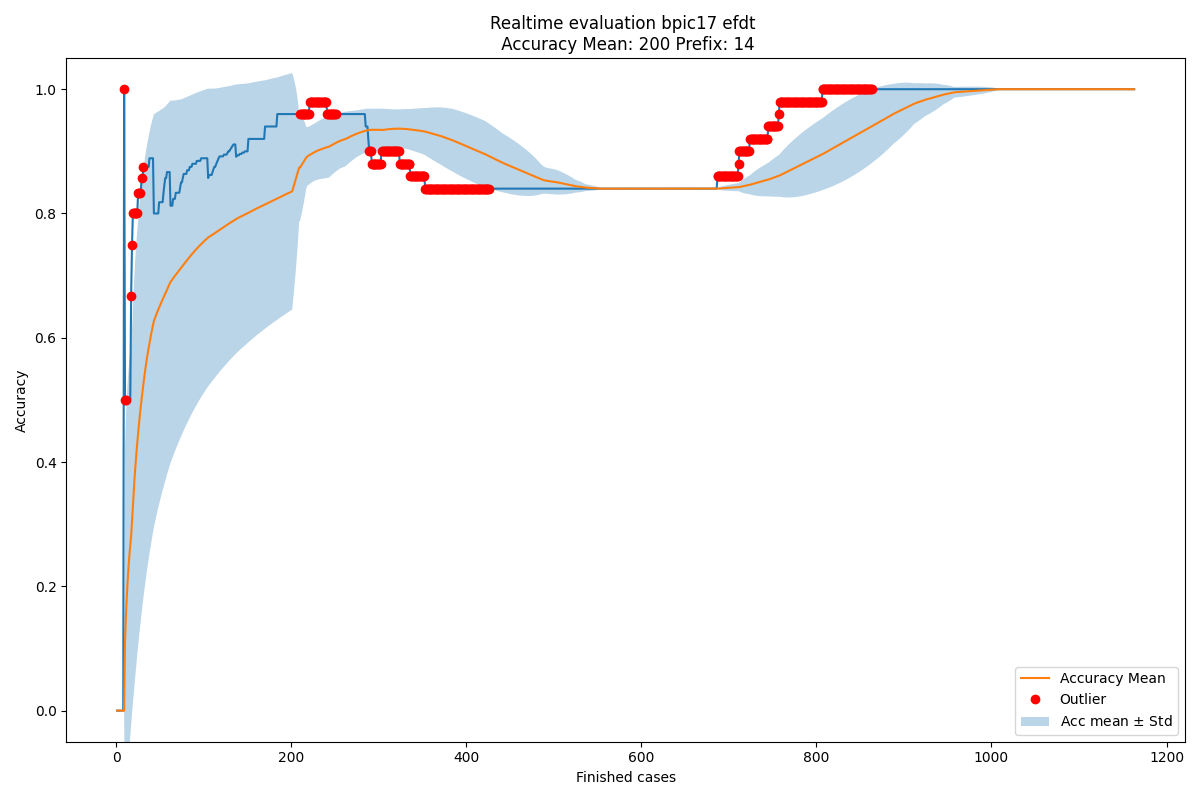 Realtime evaluation bpic17 efdt
Accuracy Mean: 200 Prefix: 14
1.0
0.8
0.6
0.4
0.2
0.0
Accuracy
0 200 400 600 800 1000 1200
Finished cases
Accuracy Mean
Outlier
Acc mean ± Std